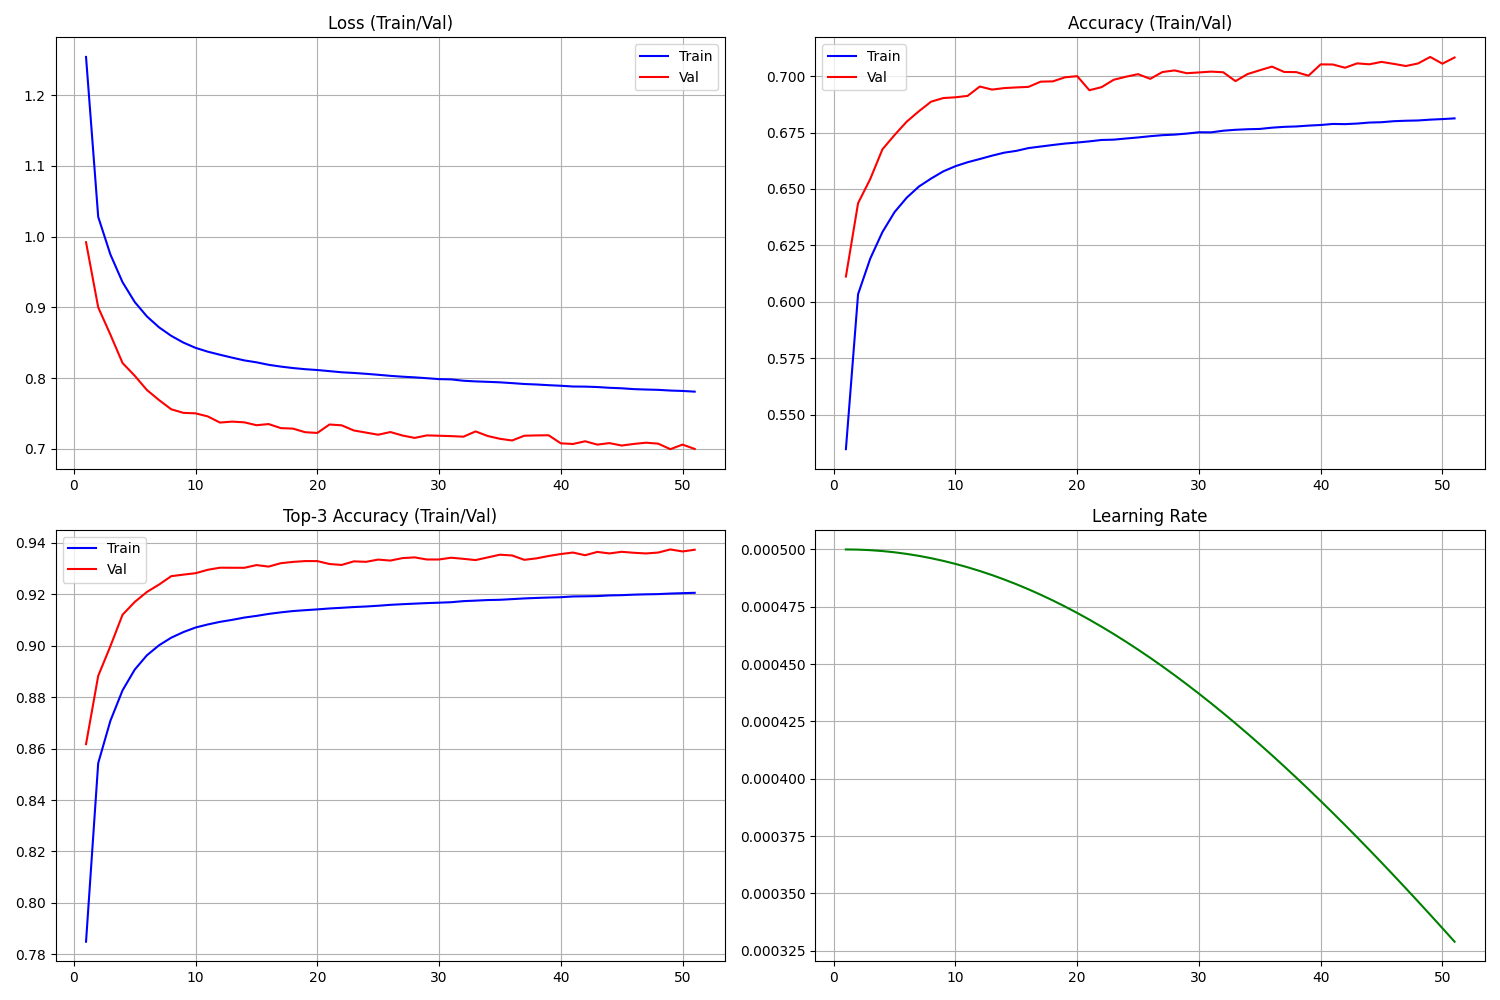 Loss (Train/Val)
Train
Val
1.2
1.1
1.0
0.9
0.8
0.7
0 10 20 30 40 50
Accuracy (Train/Val)
Train
Val
0.700
0.675
0.650
0.625
0.600
0.575
0.550
0 10 20 30 40 50
Top-3 Accuracy (Train/Val)
Train
Val
0.94
0.92
0.90
0.88
0.86
0.84
0.82
0.80
0.78
0 10 20 30 40 50
Learning Rate
0.000500
0.000475
0.000450
0.000425
0.000400
0.000375
0.000350
0.000325
0 10 20 30 40 50